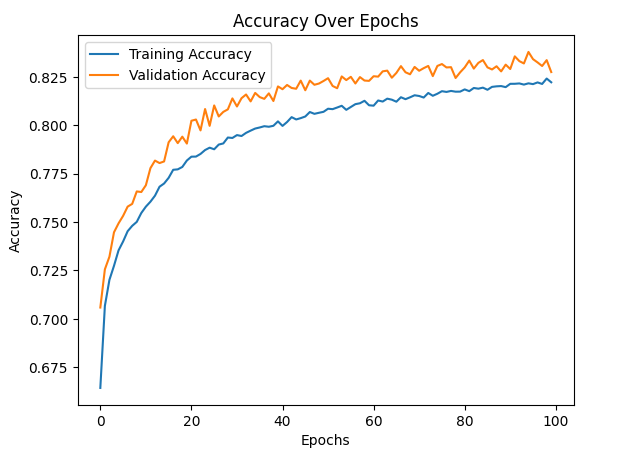 Accuracy Over Epochs
Training Accuracy
Validation Accuracy
0.825
0.800
0.775
0.750
0.725
0.700
0.675
Accuracy
0 20 40 60 80 100
Epochs